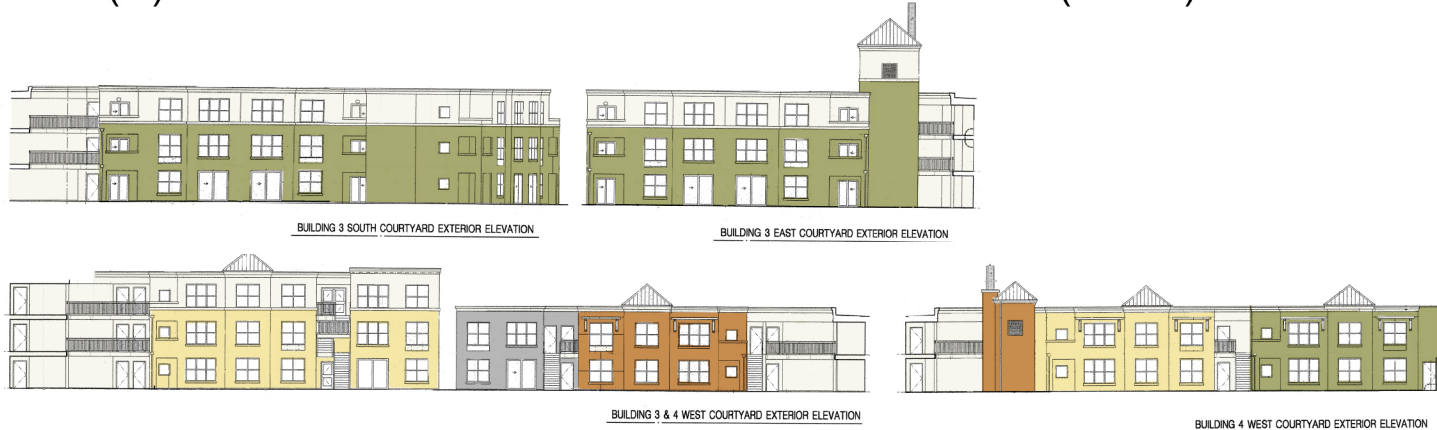 BUILDING 3 SOUTH COURTYARD EXTERIOR ELEVATION
BUILDING 3 EAST COURTYARD EXTERIOR ELEVATION
BUILDING 3 & 4 WEST COURTYARD EXTERIOR ELEVATION
BUILDING 4 WEST COURTYARD EXTERIOR ELEVATION